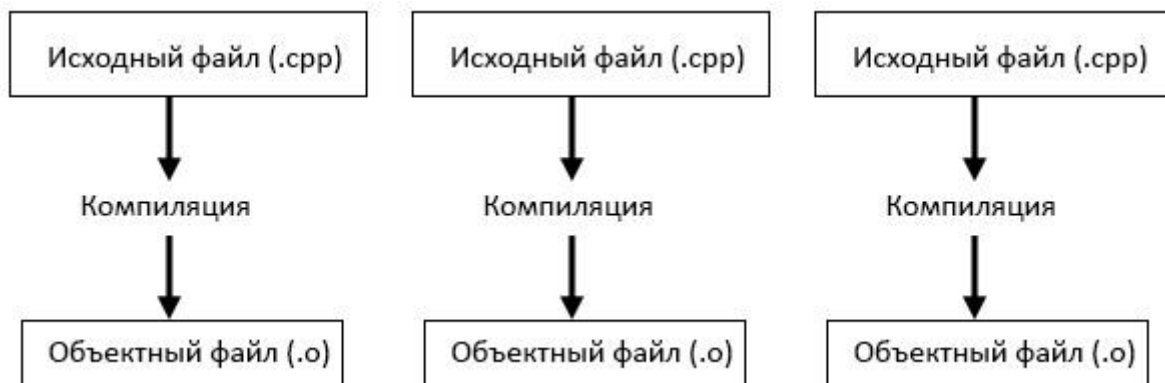 Исходный файл (.cpp)
Исходный файл (.cpp)
Исходный файл (.cpp)
Компиляция
Компиляция
Компиляция
Объектный файл (.o)
Объектный файл (.o)
Объектный файл (.o)